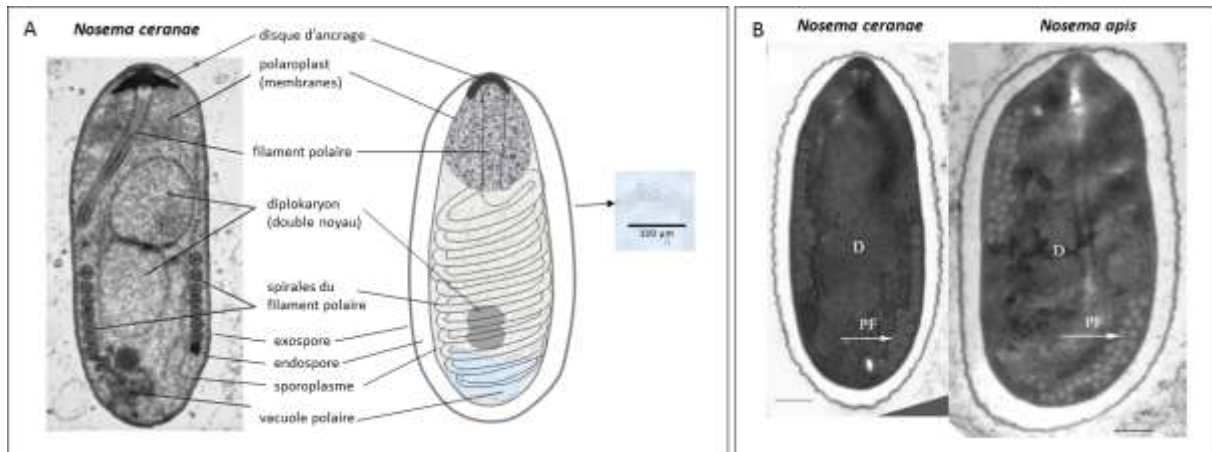 A
Nosema ceranae
disque d'ancrage
polaroplast
(membranes)
filament polaire
diplokaryon
(double noyau)
spirales du
filament polaire
exospore
endospore
sporoplasme
vacuole polaire
B
Nosema ceranae
Nosema apis
D
PF
D
PF